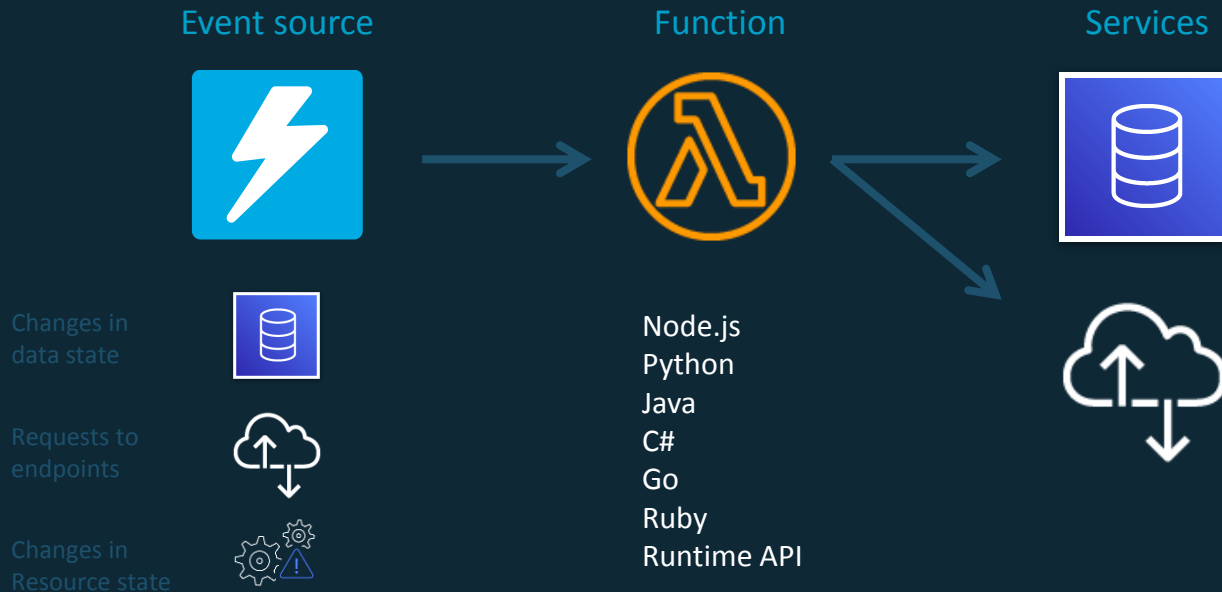 Event source
Function
Services
Changes in
data state
Requests to
endpoints
Changes in
Resource state
Node.js
Python
Java
C#
Go
Ruby
Runtime API